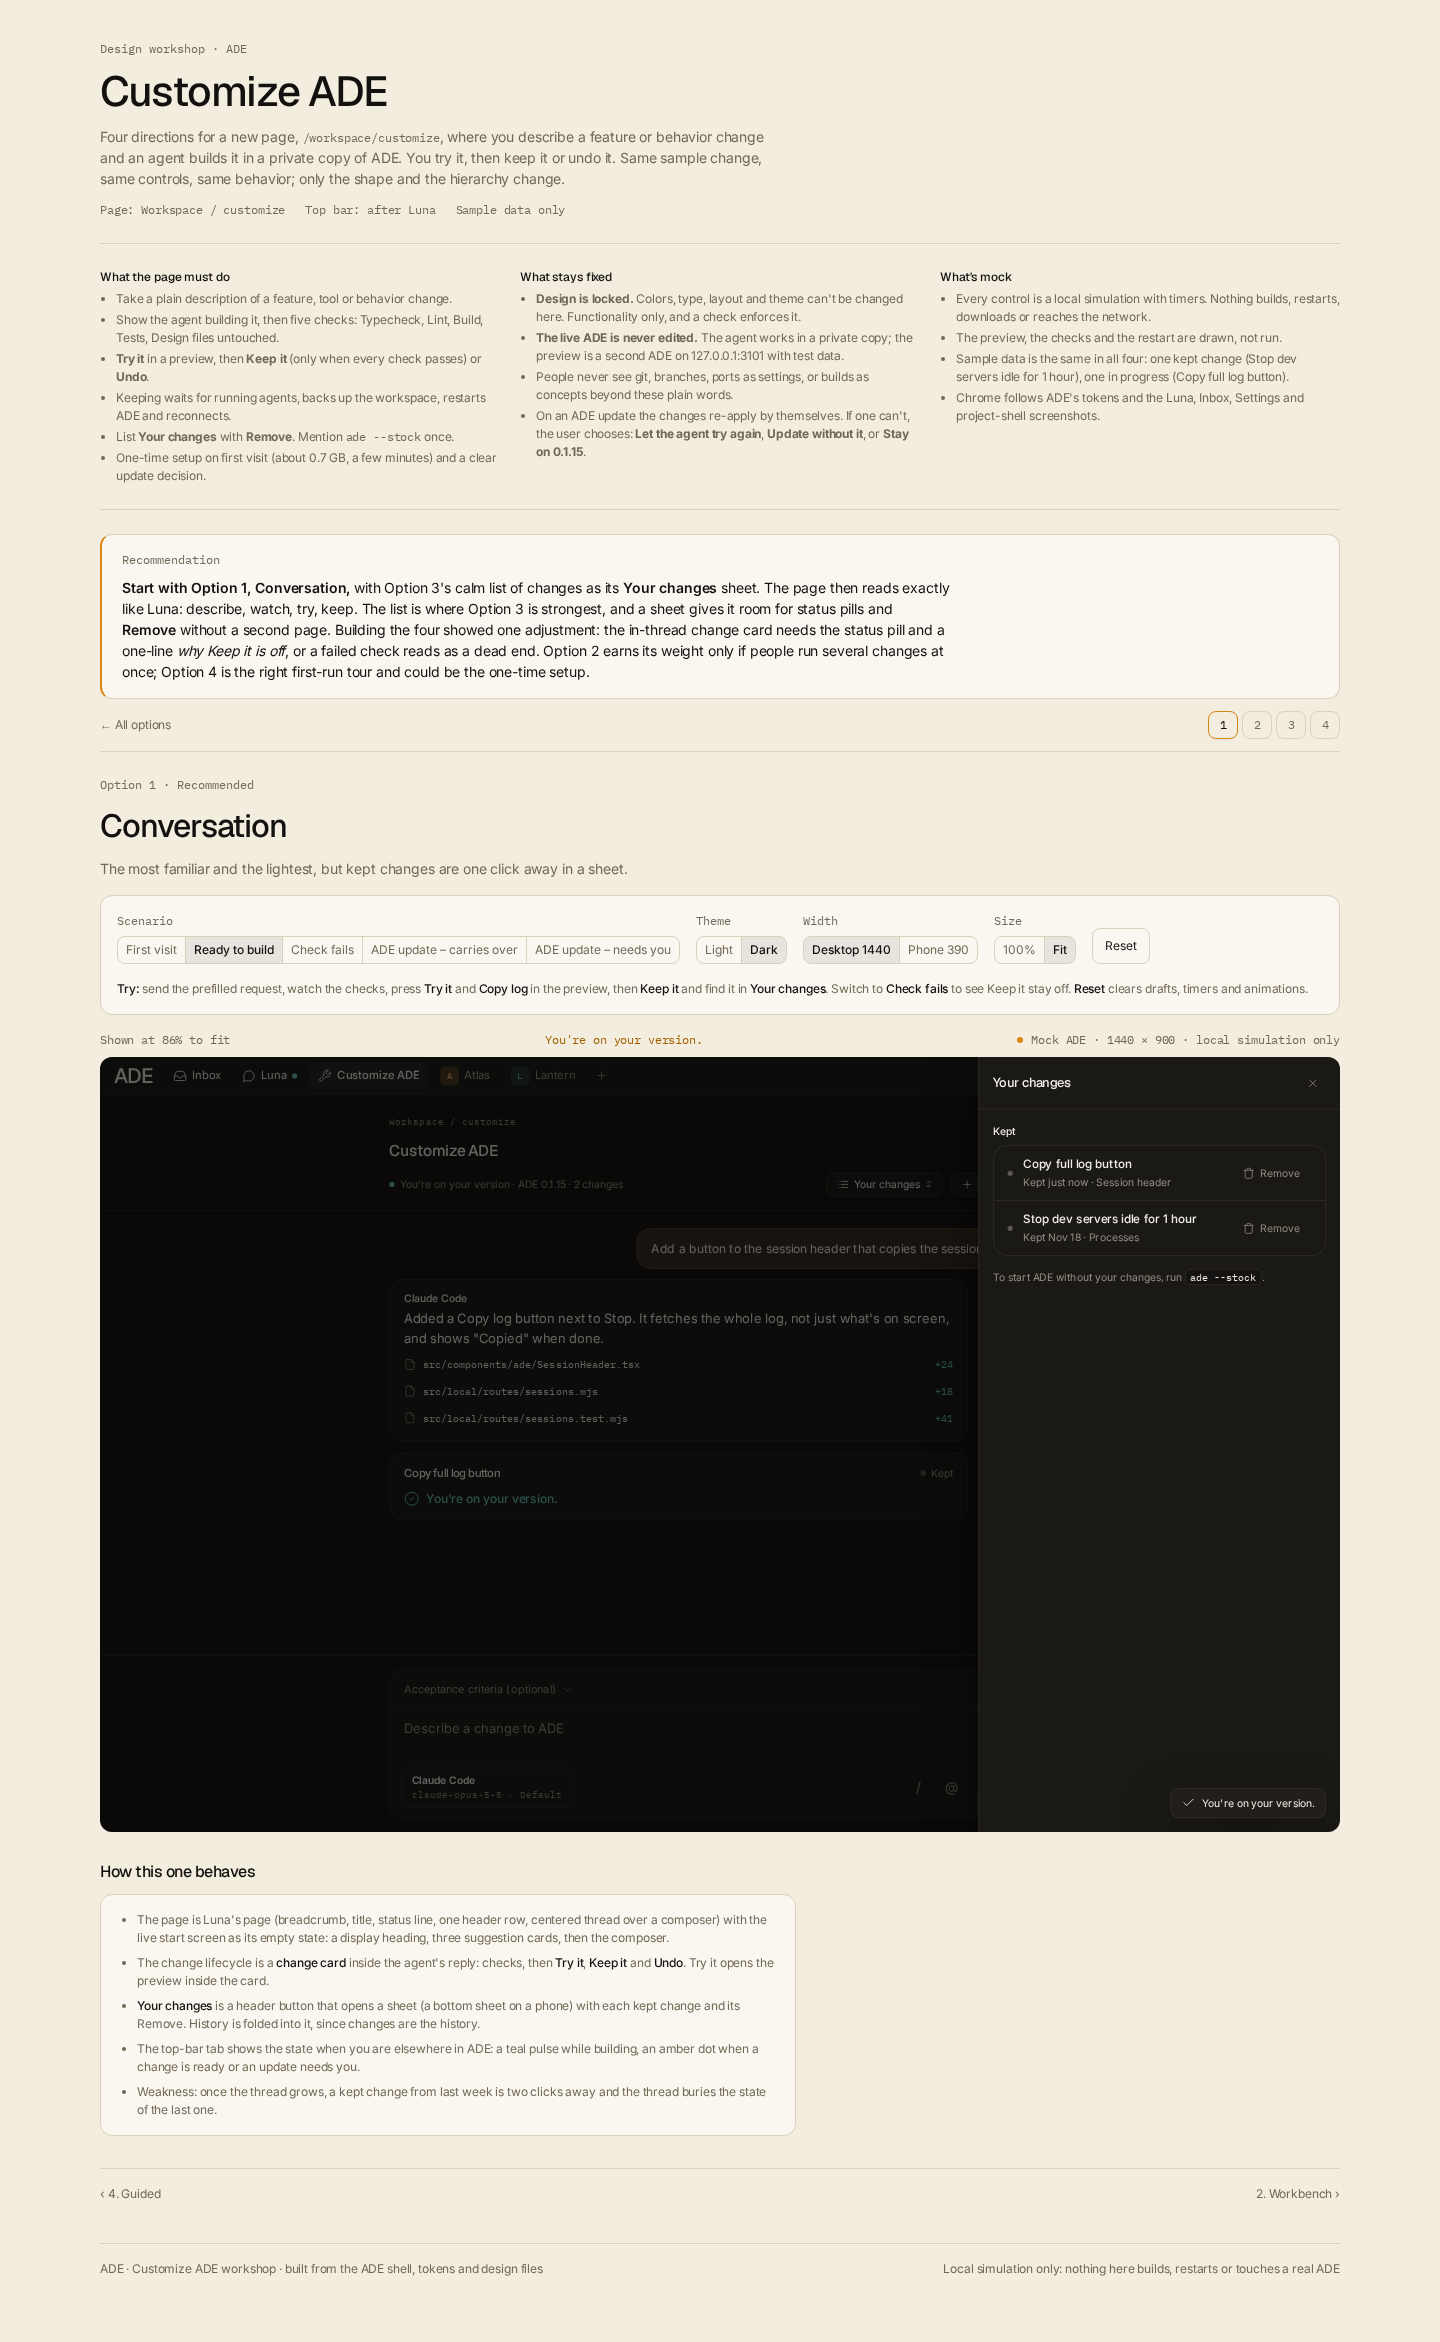 Design workshop · ADE
Customize ADE
Four directions for a new page, /workspace/customize, where you describe a feature or behavior change
and an agent builds it in a private copy of ADE. You try it, then keep it or undo it. Same sample change,
same controls, same behavior; only the shape and the hierarchy change.
Page: Workspace / customize   Top bar: after Luna   Sample data only
What the page must do
• Take a plain description of a feature, tool or behavior change.
• Show the agent building it, then five checks: Typecheck, Lint, Build,
Tests, Design files untouched.
• Try it in a preview, then Keep it (only when every check passes) or
Undo.
• Keeping waits for running agents, backs up the workspace, restarts
ADE and reconnects.
• List Your changes with Remove. Mention ade --stock once.
• One-time setup on first visit (about 0.7 GB, a few minutes) and a clear
update decision.
What stays fixed
• Design is locked. Colors, type, layout and theme can't be changed
here. Functionality only, and a check enforces it.
• The live ADE is never edited. The agent works in a private copy; the
preview is a second ADE on 127.0.0.1:3101 with test data.
• People never see git, branches, ports as settings, or builds as
concepts beyond these plain words.
• On an ADE update the changes re-apply by themselves. If one can't,
the user chooses: Let the agent try again, Update without it, or Stay
on 0.1.15.
What's mock
• Every control is a local simulation with timers. Nothing builds, restarts,
downloads or reaches the network.
• The preview, the checks and the restart are drawn, not run.
• Sample data is the same in all four: one kept change (Stop dev
servers idle for 1 hour), one in progress (Copy full log button).
• Chrome follows ADE's tokens and the Luna, Inbox, Settings and
project-shell screenshots.
Recommendation
Start with Option 1, Conversation, with Option 3's calm list of changes as its Your changes sheet. The page then reads exactly
like Luna: describe, watch, try, keep. The list is where Option 3 is strongest, and a sheet gives it room for status pills and
Remove without a second page. Building the four showed one adjustment: the in-thread change card needs the status pill and a
one-line why Keep it is off, or a failed check reads as a dead end. Option 2 earns its weight only if people run several changes at
once; Option 4 is the right first-run tour and could be the one-time setup.
← All options
1 2 3 4
Option 1 · Recommended
Conversation
The most familiar and the lightest, but kept changes are one click away in a sheet.
Scenario
First visit Ready to build Check fails ADE update – carries over ADE update – needs you
Theme
Light Dark
Width
Desktop 1440 Phone 390
Size
100% Fit
Reset
Try: send the prefilled request, watch the checks, press Try it and Copy log in the preview, then Keep it and find it in Your changes. Switch to Check fails to see Keep it stay off. Reset clears drafts, timers and animations.
Shown at 86% to fit
You're on your version.
Mock ADE · 1440 × 900 · local simulation only
ADE Inbox Luna Customize ADE A Atlas L Lantern +
Workspace / customize
Customize ADE
You're on your version · ADE 0.1.15 · 2 changes
Your changes 2 +
Add a button to the session header that copies the session
Claude Code
Added a Copy log button next to Stop. It fetches the whole log, not just what's on screen,
and shows "Copied" when done.
src/components/ade/SessionHeader.tsx +24
src/local/routes/sessions.mjs +18
src/local/routes/sessions.test.mjs +41
Copy full log button
Kept
You're on your version.
Acceptance criteria (optional)
Describe a change to ADE
Claude Code
claude-opus-5-5 · Default
/ @
Your changes ×
Kept
Copy full log button
Kept just now · Session header
Remove
Stop dev servers idle for 1 hour
Kept Nov 18 · Processes
Remove
To start ADE without your changes, run ade --stock.
You're on your version.
How this one behaves
• The page is Luna's page (breadcrumb, title, status line, one header row, centered thread over a composer) with the
live start screen as its empty state: a display heading, three suggestion cards, then the composer.
• The change lifecycle is a change card inside the agent's reply: checks, then Try it, Keep it and Undo. Try it opens the
preview inside the card.
• Your changes is a header button that opens a sheet (a bottom sheet on a phone) with each kept change and its
Remove. History is folded into it, since changes are the history.
• The top-bar tab shows the state when you are elsewhere in ADE: a teal pulse while building, an amber dot when a
change is ready or an update needs you.
• Weakness: once the thread grows, a kept change from last week is two clicks away and the thread buries the state
of the last one.
‹ 4. Guided
2. Workbench ›
ADE · Customize ADE workshop · built from the ADE shell, tokens and design files
Local simulation only: nothing here builds, restarts or touches a real ADE